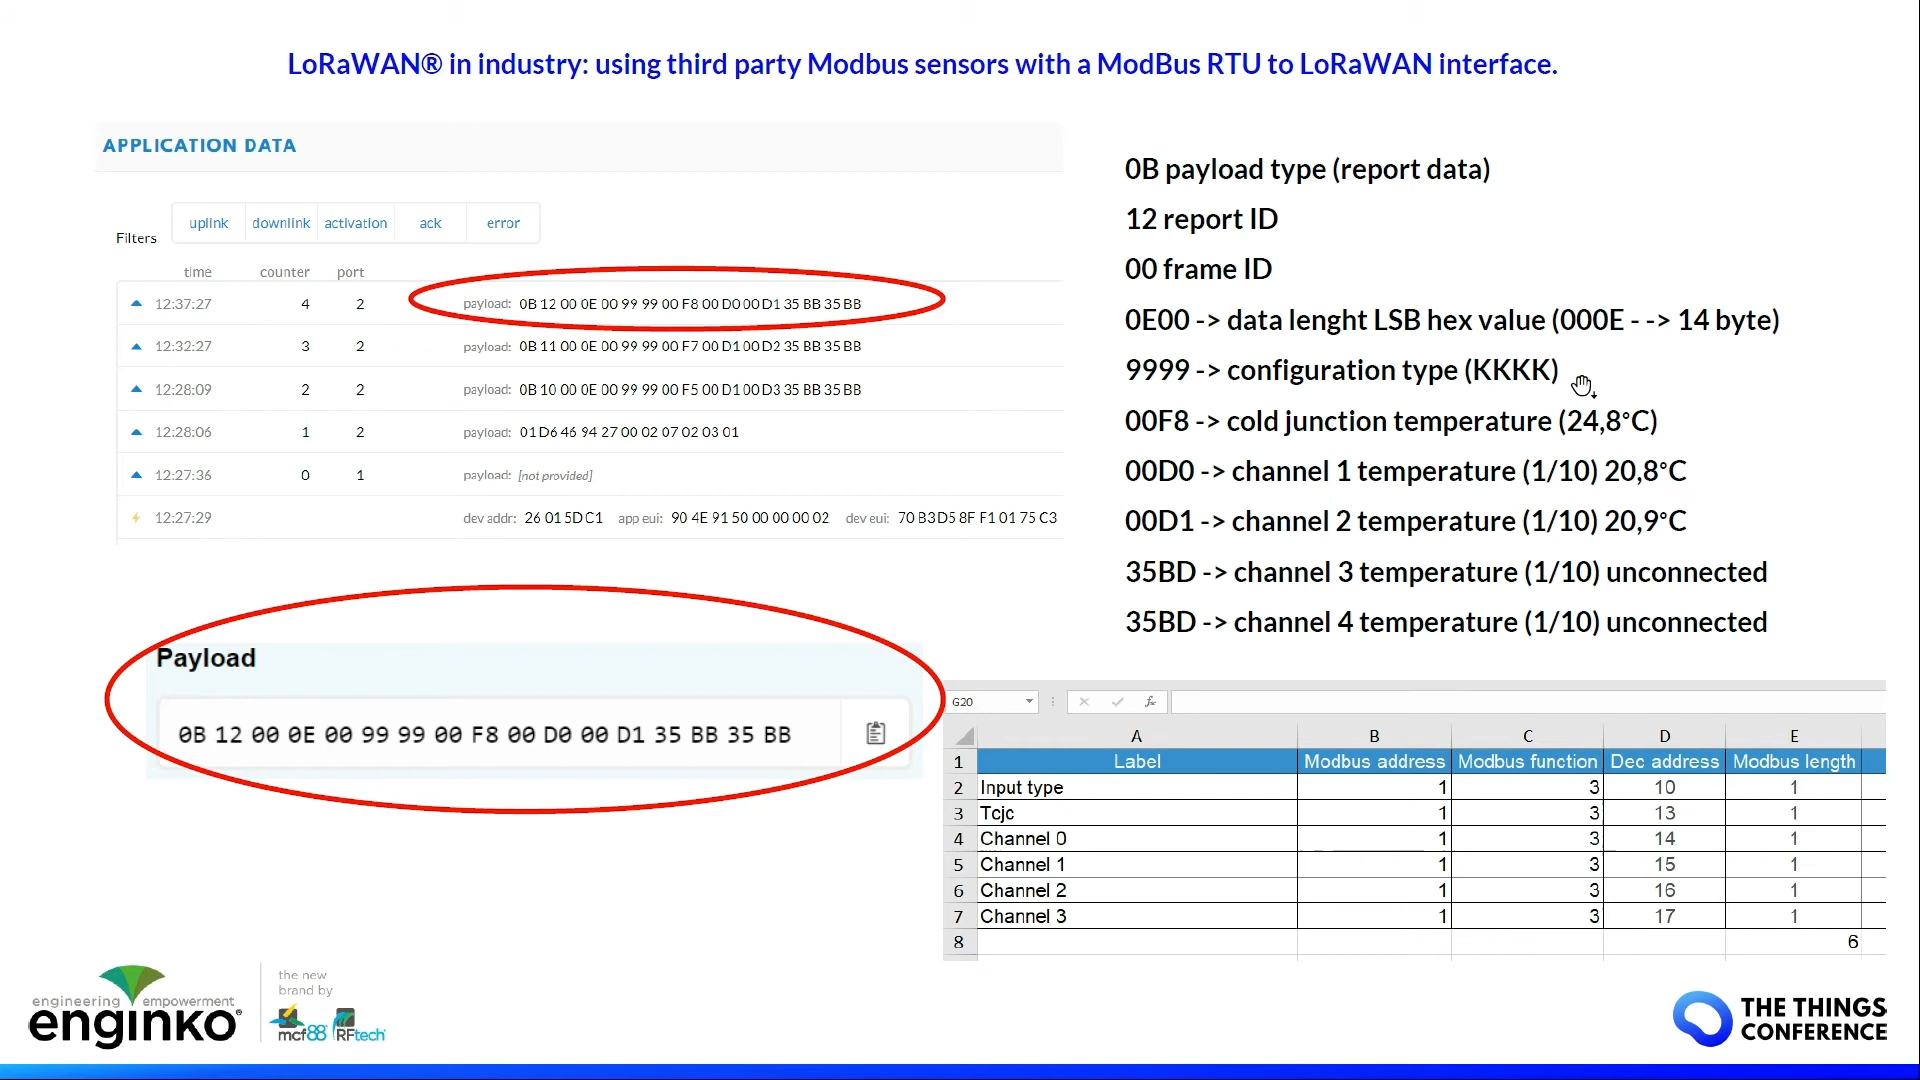 LoRaWAN® in industry: using third party Modbus sensors with a ModBus RTU to LoRaWAN interface.
APPLICATION DATA
Filters uplink downlink activation ack error
time counter port
12:37:27 4 2 payload: 0B 12 00 0E 00 99 99 00 F8 00 D0 00 D1 35 BB 35 BB
12:32:27 3 2 payload: 0B 11 00 0E 00 99 99 00 F7 00 D1 00 D2 35 BB 35 BB
12:28:09 2 2 payload: 0B 10 00 0E 00 99 99 00 F5 00 D1 00 D3 35 BB 35 BB
12:28:06 1 2 payload: 01 D6 46 94 27 00 02 07 02 03 01
12:27:36 0 1 payload: [not provided]
12:27:29 dev addr: 26 01 5D C1 app eui: 90 4E 91 50 00 00 00 02 dev eui: 70 B3 D5 8F F1 01 75 C3
Payload
0B 12 00 0E 00 99 99 00 F8 00 D0 00 D1 35 BB 35 BB
0B payload type (report data)
12 report ID
00 frame ID
0E00 -> data lenght LSB hex value (000E - -> 14 byte)
9999 -> configuration type (KKKK)
00F8 -> cold junction temperature (24,8°C)
00D0 -> channel 1 temperature (1/10) 20,8°C
00D1 -> channel 2 temperature (1/10) 20,9°C
35BD -> channel 3 temperature (1/10) unconnected
35BD -> channel 4 temperature (1/10) unconnected
G20 fx
A B C D E
1 Label Modbus address Modbus function Dec address Modbus length
2 Input type 1 3 10 1
3 Tcjc 1 3 13 1
4 Channel 0 1 3 14 1
5 Channel 1 1 3 15 1
6 Channel 2 1 3 16 1
7 Channel 3 1 3 17 1
8 6
engineering empowerment
enginko®
the new
brand by
mcf88 RFtech
THE THINGS
CONFERENCE